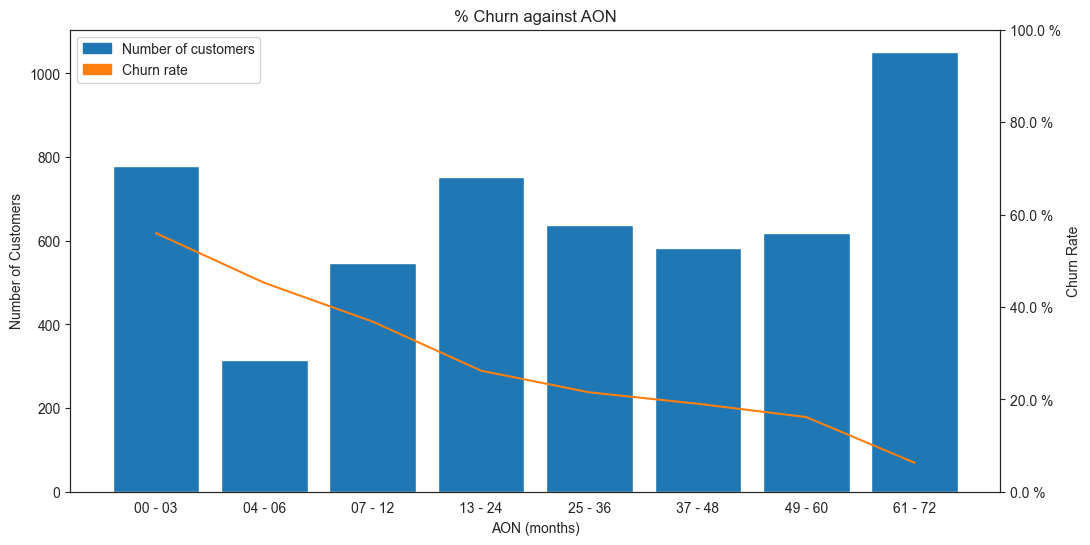 % Churn against AON
Number of customers
Churn rate
Number of Customers
1000
800
600
400
200
0
100.0 %
80.0 %
60.0 %
40.0 %
20.0 %
0.0 %
Churn Rate
00 - 03 04 - 06 07 - 12 13 - 24 25 - 36 37 - 48 49 - 60 61 - 72
AON (months)